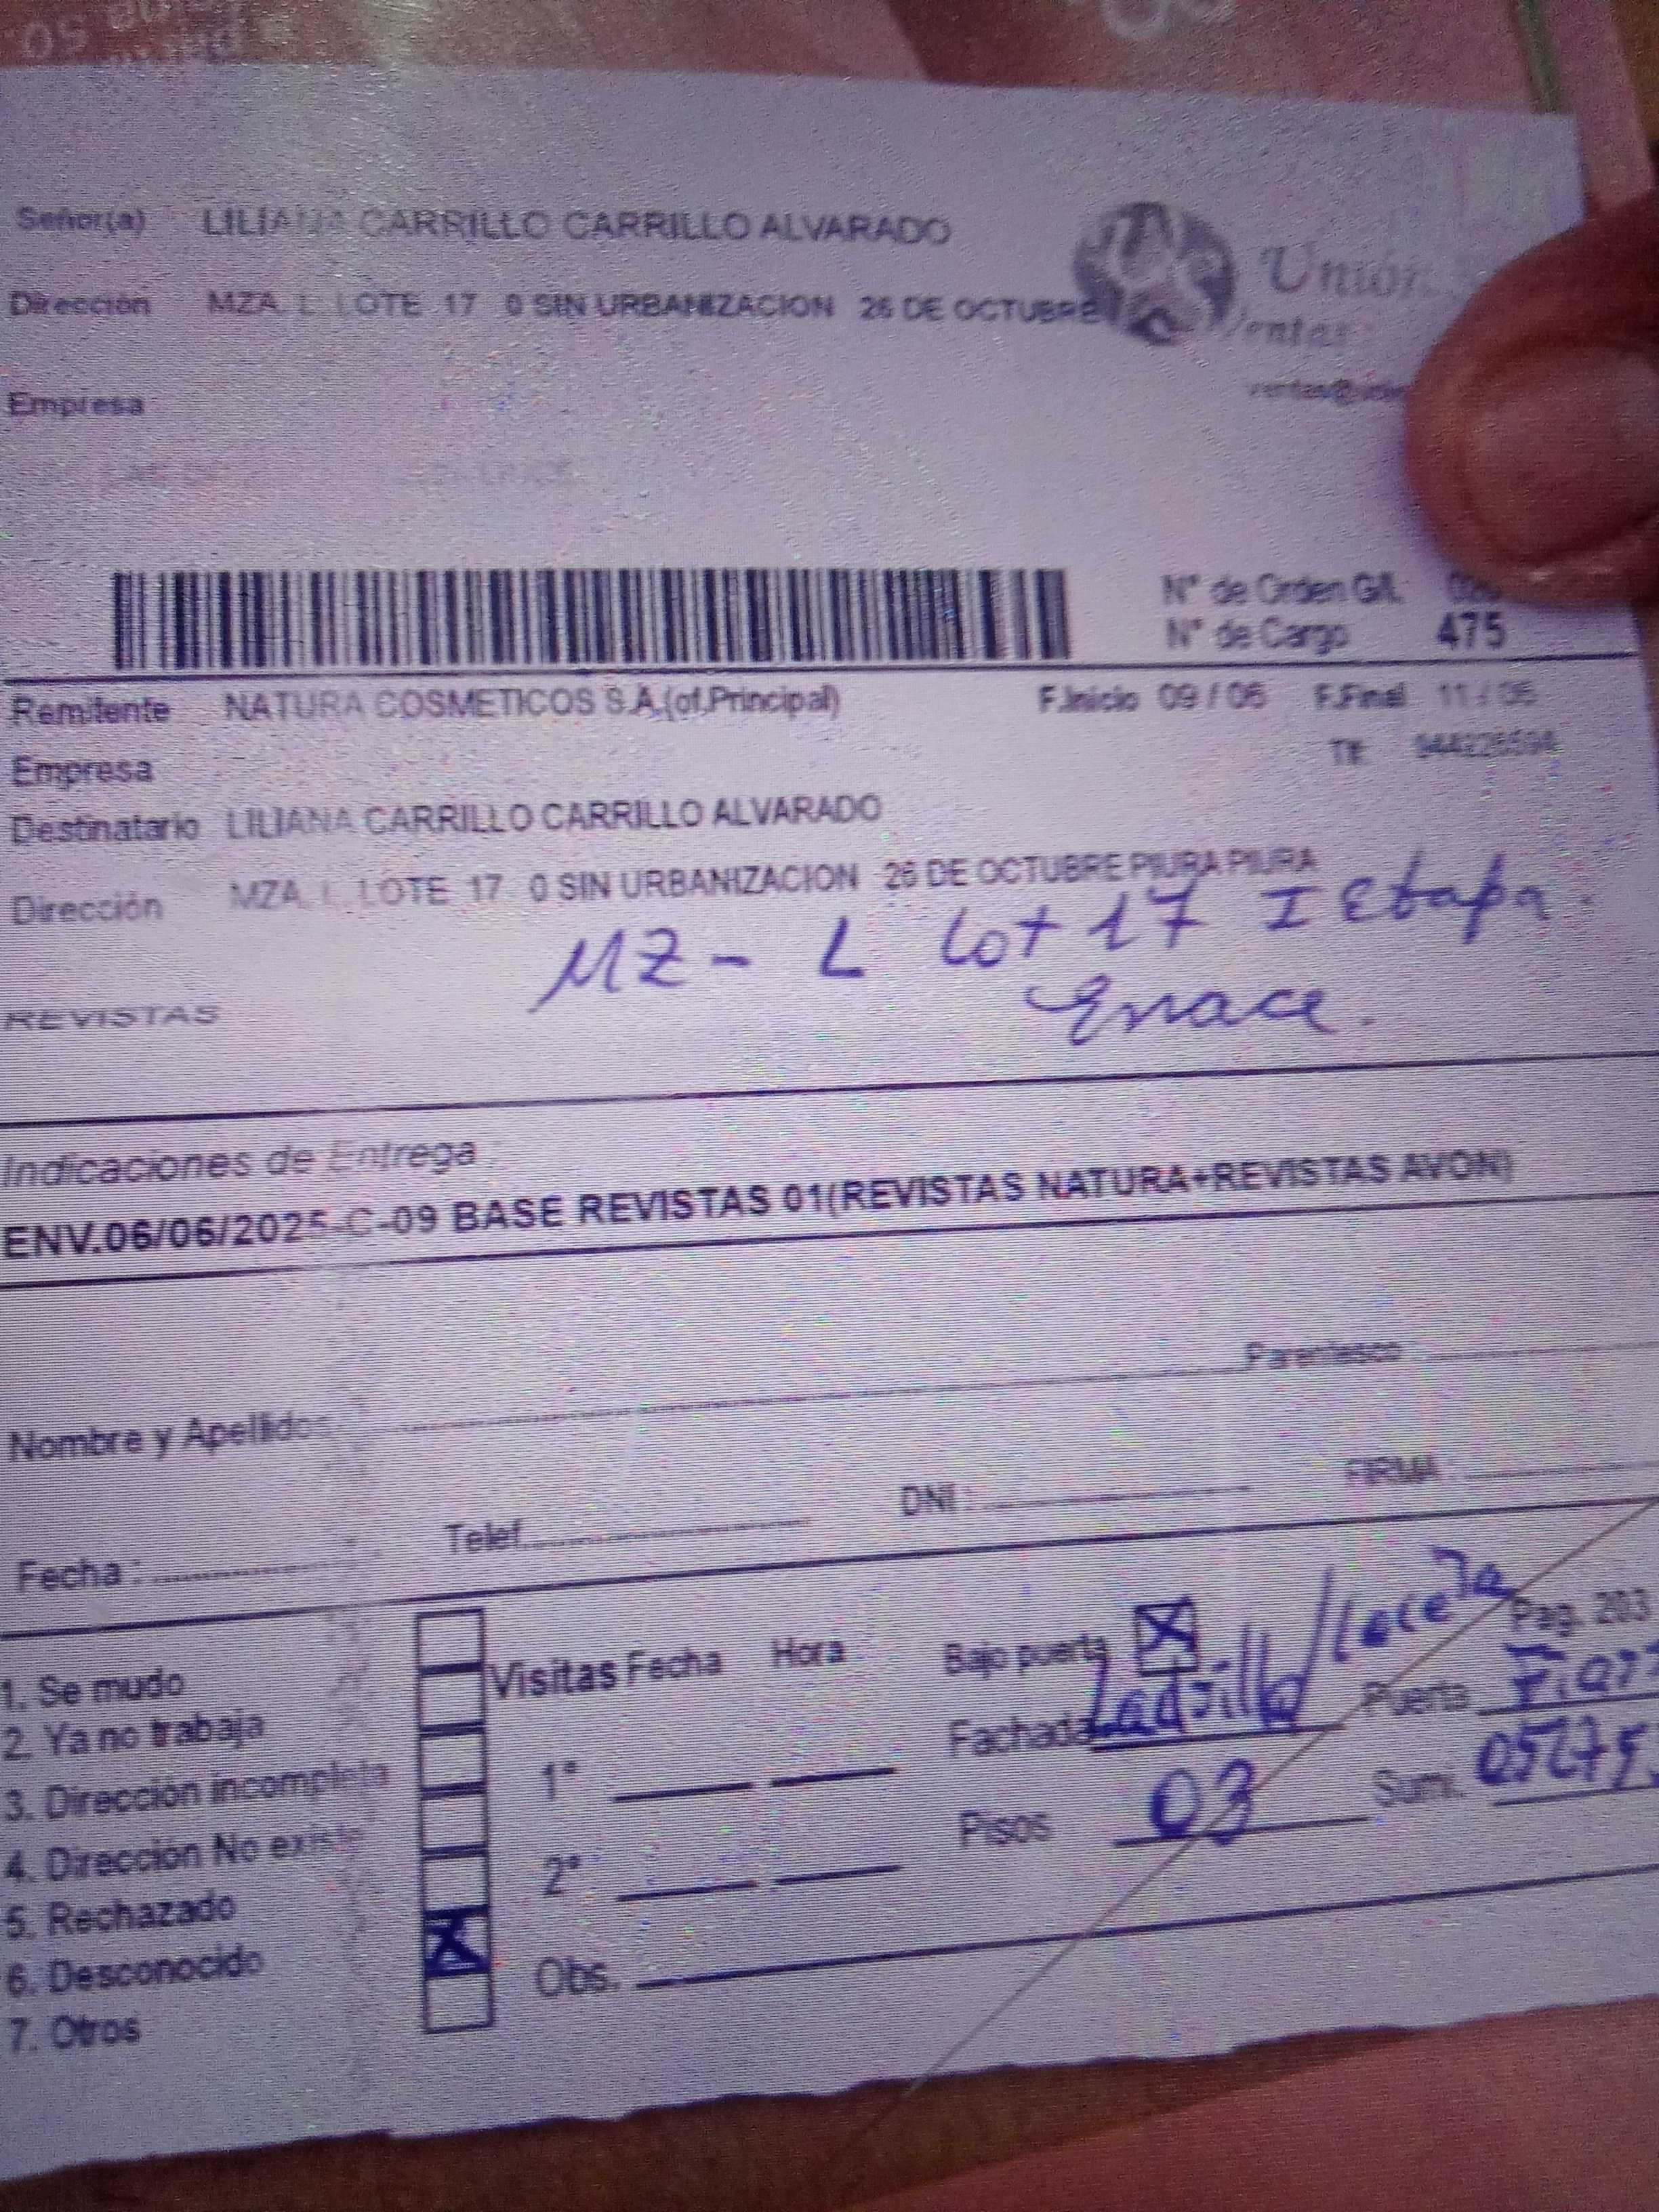 Señor(a) LILIANA CARRILLO CARRILLO ALVARADO
Dirección MZA. L LOTE 17 0 SIN URBANIZACION 26 DE OCTUBRE
Unión
Ventas
Empresa
N° de Orden G/L:
N° de Cargo 475
Remitente NATURA COSMETICOS S.A.(of.Principal) F.Inicio 09 / 06 F.Final 11 / 06
Empresa
Destinatario LILIANA CARRILLO CARRILLO ALVARADO
Dirección MZA. L LOTE 17 0 SIN URBANIZACION 26 DE OCTUBRE PIURA PIURA
MZ - L Lot 17 I Etapa.
Enace.
REVISTAS
Indicaciones de Entrega :
ENV.06/06/2025-C-09 BASE REVISTAS 01(REVISTAS NATURA+REVISTAS AVON)
Parentesco
Nombre y Apellidos
FIRMA :
DNI :
Telef.
Fecha :
Pag. 203
1. Se mudo
2. Ya no trabaja
3. Dirección incompleta
4. Dirección No existe
5. Rechazado
6. Desconocido X
7. Otros
Visitas Fecha Hora
1°
2°
Obs.
Bajo puerta X
Fachada Ladrillo/ Puerta
Pisos 03 Sumi.